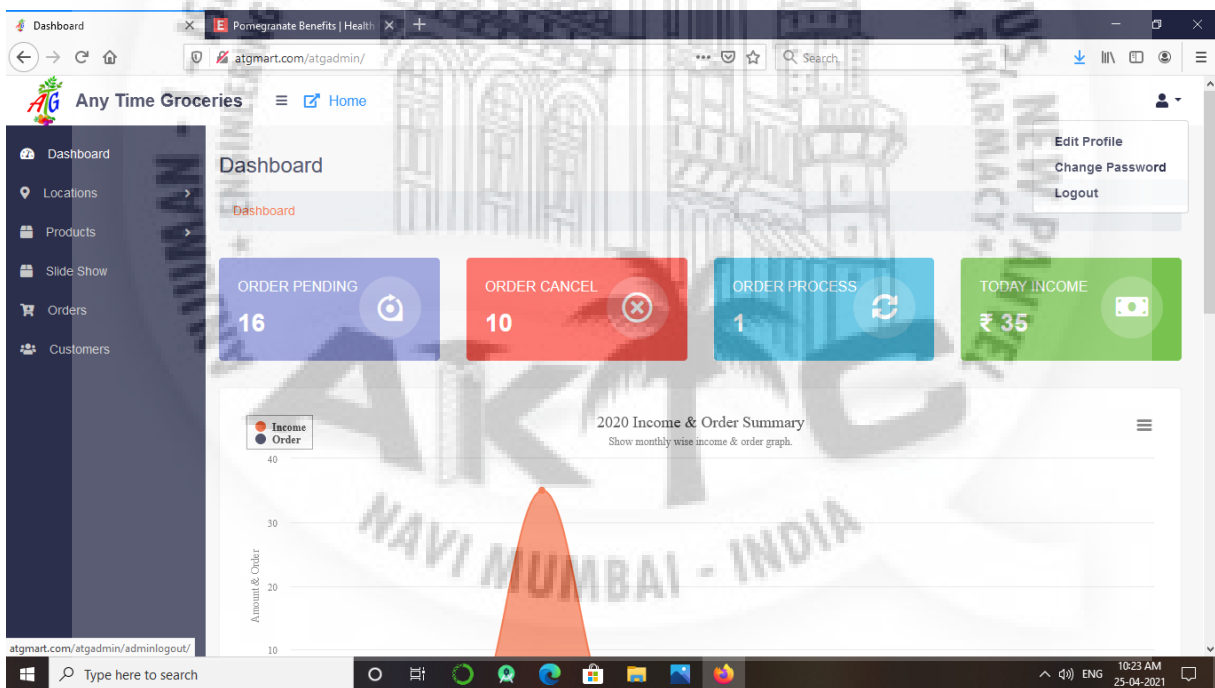 Dashboard
Pomegranate Benefits | Health
atgmart.com/atgadmin/
Search
ATG
Any Time Groceries
Home
Edit Profile
Change Password
Logout
Dashboard
Locations
Products
Slide Show
Orders
Customers
Dashboard
Dashboard
ORDER PENDING
16
ORDER CANCEL
10
ORDER PROCESS
1
TODAY INCOME
₹ 35
2020 Income & Order Summary
Show monthly wise income & order graph.
Income
Order
40
30
20
10
Amount & Order
AKTC
NAVI MUMBAI - INDIA
atgmart.com/atgadmin/adminlogout/
Type here to search
ENG
10:23 AM
25-04-2021